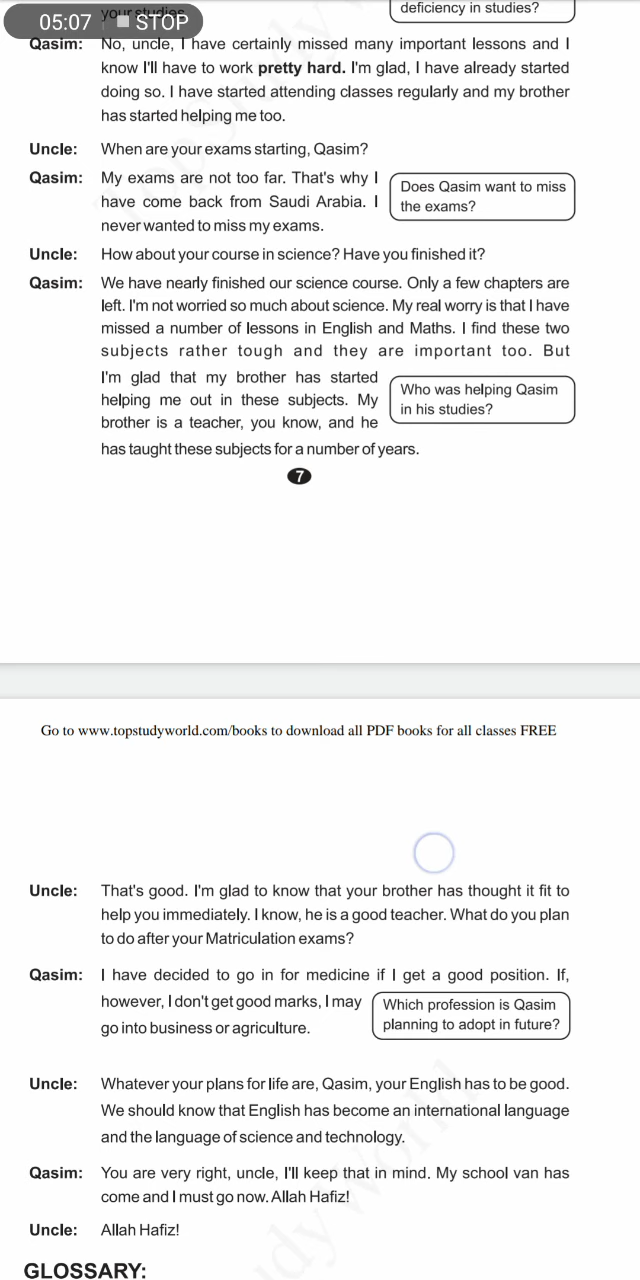 your studies.
deficiency in studies?
05:07 STOP
Qasim: No, uncle, I have certainly missed many important lessons and I
know I'll have to work pretty hard. I'm glad, I have already started
doing so. I have started attending classes regularly and my brother
has started helping me too.
Uncle: When are your exams starting, Qasim?
Qasim: My exams are not too far. That's why I
have come back from Saudi Arabia. I
never wanted to miss my exams.
Does Qasim want to miss
the exams?
Uncle: How about your course in science? Have you finished it?
Qasim: We have nearly finished our science course. Only a few chapters are
left. I'm not worried so much about science. My real worry is that I have
missed a number of lessons in English and Maths. I find these two
subjects rather tough and they are important too. But
I'm glad that my brother has started
helping me out in these subjects. My
brother is a teacher, you know, and he
has taught these subjects for a number of years.
Who was helping Qasim
in his studies?
7
Go to www.topstudyworld.com/books to download all PDF books for all classes FREE
Uncle: That's good. I'm glad to know that your brother has thought it fit to
help you immediately. I know, he is a good teacher. What do you plan
to do after your Matriculation exams?
Qasim: I have decided to go in for medicine if I get a good position. If,
however, I don't get good marks, I may
go into business or agriculture.
Which profession is Qasim
planning to adopt in future?
Uncle: Whatever your plans for life are, Qasim, your English has to be good.
We should know that English has become an international language
and the language of science and technology.
Qasim: You are very right, uncle, I'll keep that in mind. My school van has
come and I must go now. Allah Hafiz!
Uncle: Allah Hafiz!
GLOSSARY: